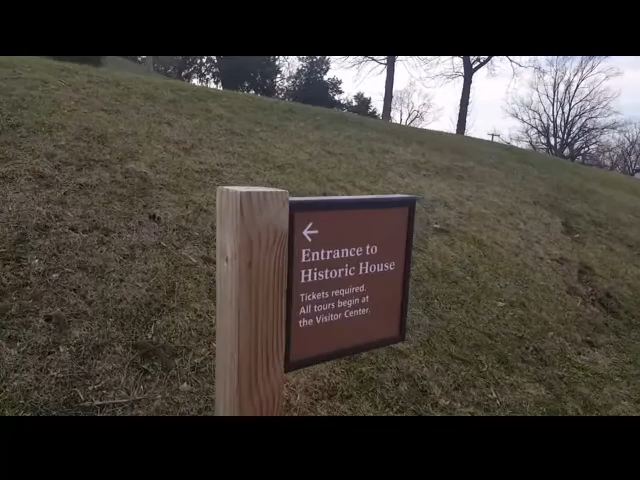 ←
Entrance to
Historic House
Tickets required.
All tours begin at
the Visitor Center.